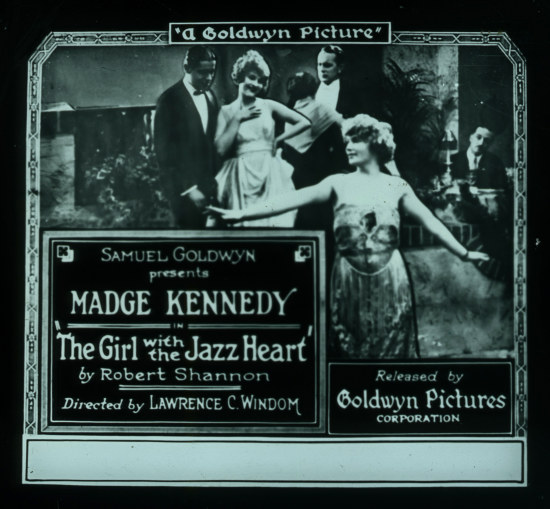 "a Goldwyn Picture"
SAMUEL GOLDWYN
presents
MADGE KENNEDY
IN
'The Girl with the Jazz Heart'
by Robert Shannon
Directed by LAWRENCE C. WINDOM
Released by
Goldwyn Pictures
CORPORATION